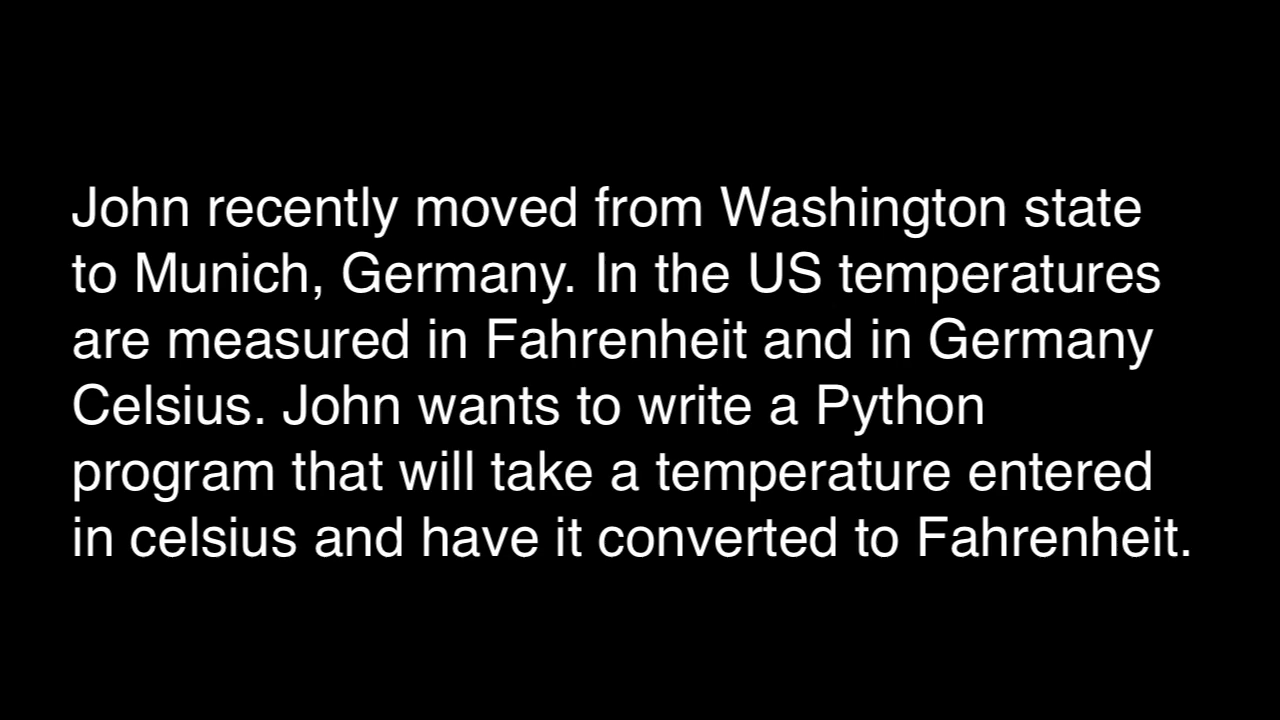 John recently moved from Washington state
to Munich, Germany. In the US temperatures
are measured in Fahrenheit and in Germany
Celsius. John wants to write a Python
program that will take a temperature entered
in celsius and have it converted to Fahrenheit.